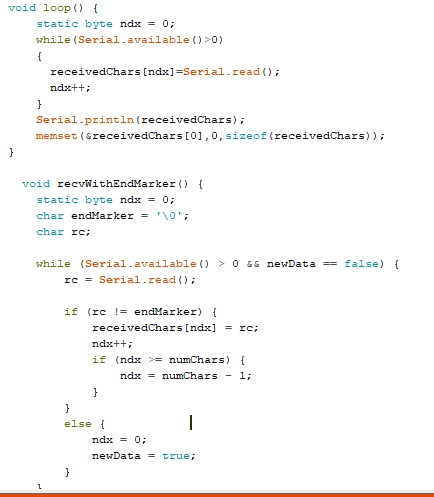 void loop() {
static byte ndx = 0;
while(Serial.available()>0)
{
receivedChars[ndx]=Serial.read();
ndx++;
}
Serial.println(receivedChars);
memset(&receivedChars[0],0,sizeof(receivedChars));
}
void recvWithEndMarker() {
static byte ndx = 0;
char endMarker = '\0';
char rc;
while (Serial.available() > 0 && newData == false) {
rc = Serial.read();
if (rc != endMarker) {
receivedChars[ndx] = rc;
ndx++;
if (ndx >= numChars) {
ndx = numChars - 1;
}
}
else {
ndx = 0;
newData = true;
}
}